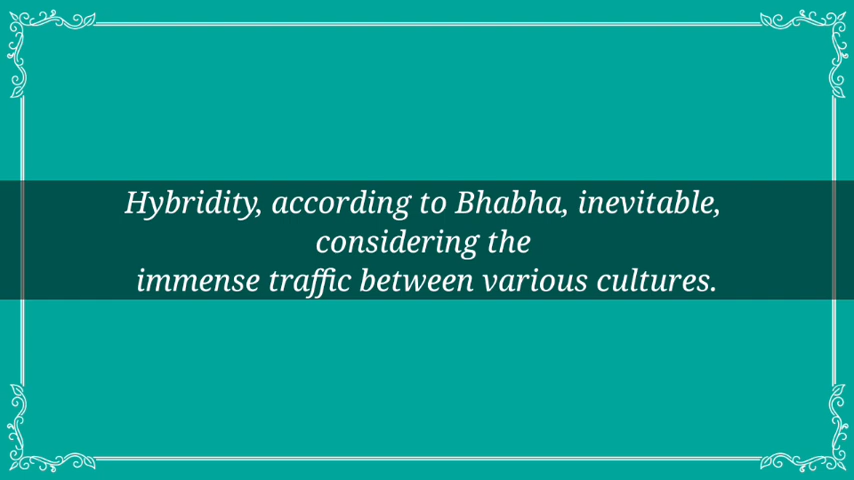 Hybridity, according to Bhabha, inevitable,
considering the
immense traffic between various cultures.